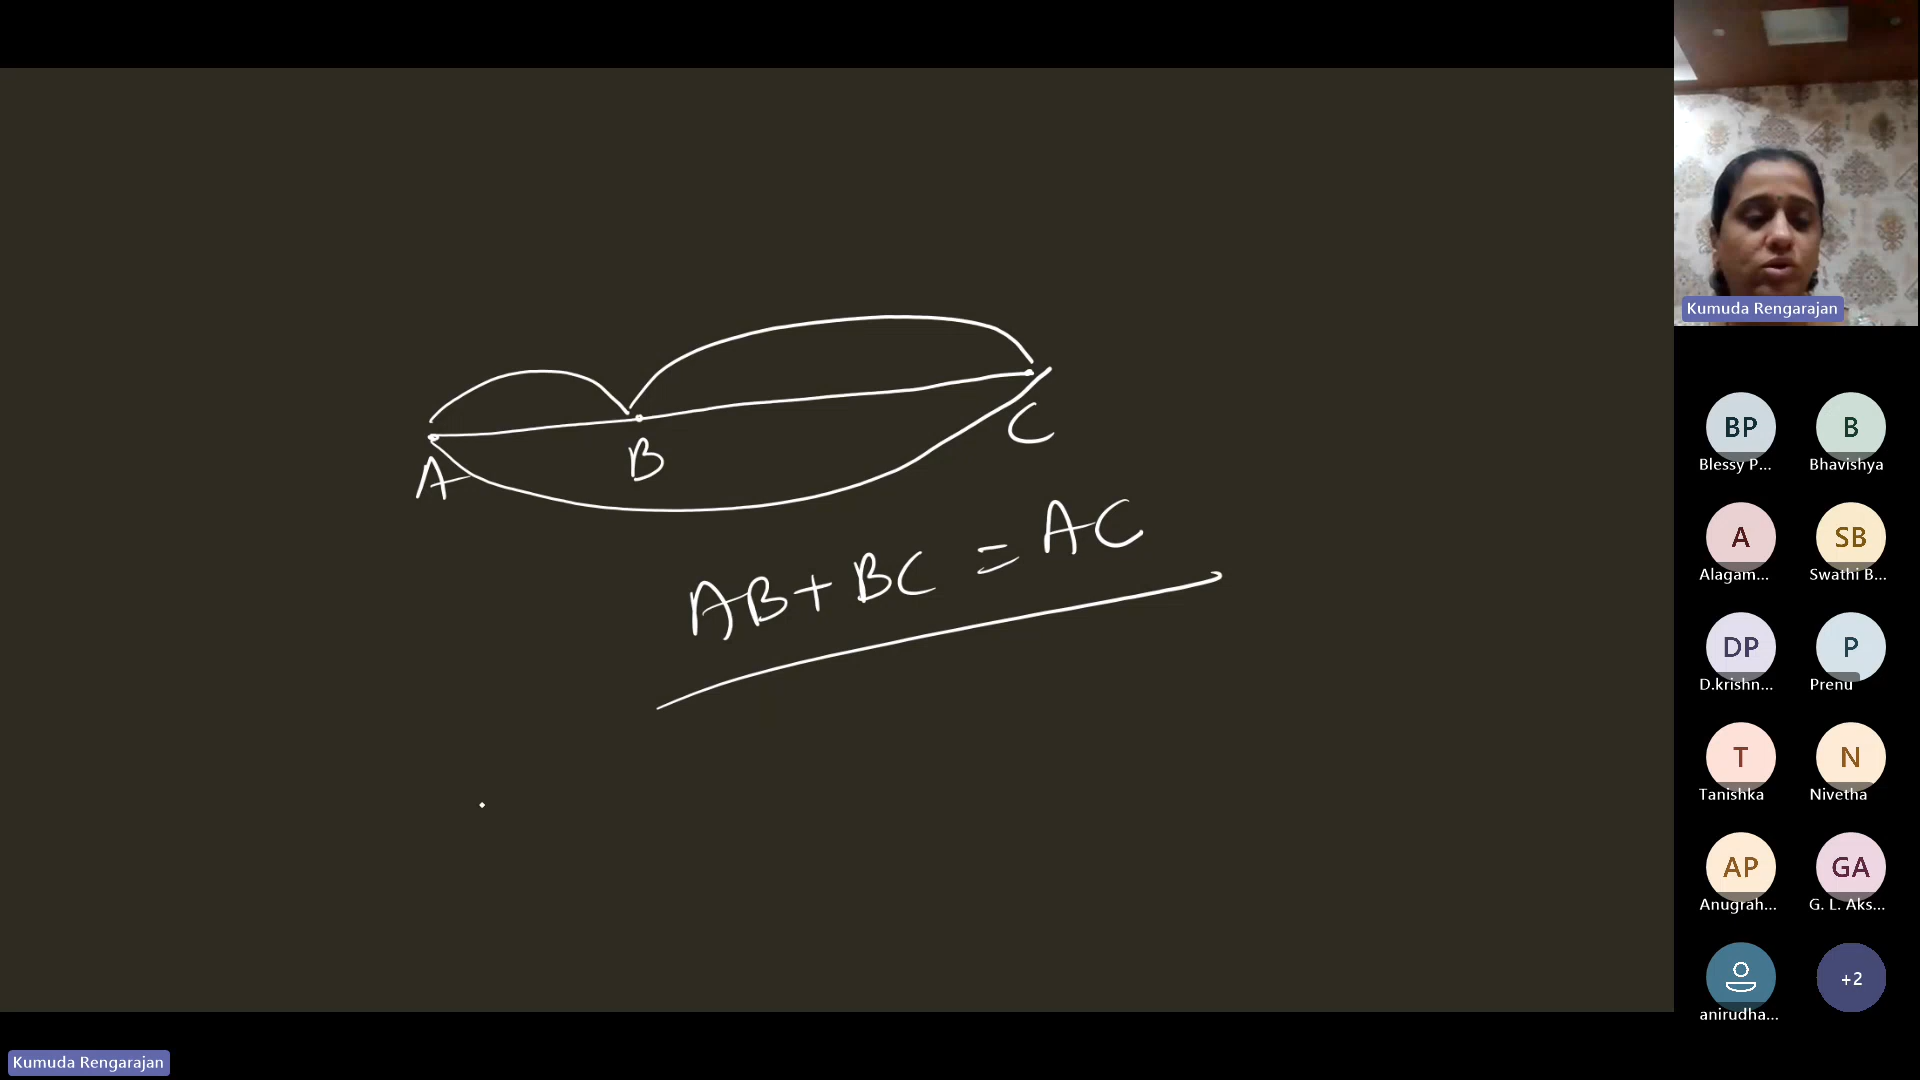 A
B
C
AB + BC = AC
Kumuda Rengarajan
BP
Blessy P...
B
Bhavishya
A
Alagam...
SB
Swathi B...
DP
D.krishn...
P
Prenu
T
Tanishka
N
Nivetha
AP
Anugrah...
GA
G. L. Aks...
anirudha...
+2
Kumuda Rengarajan